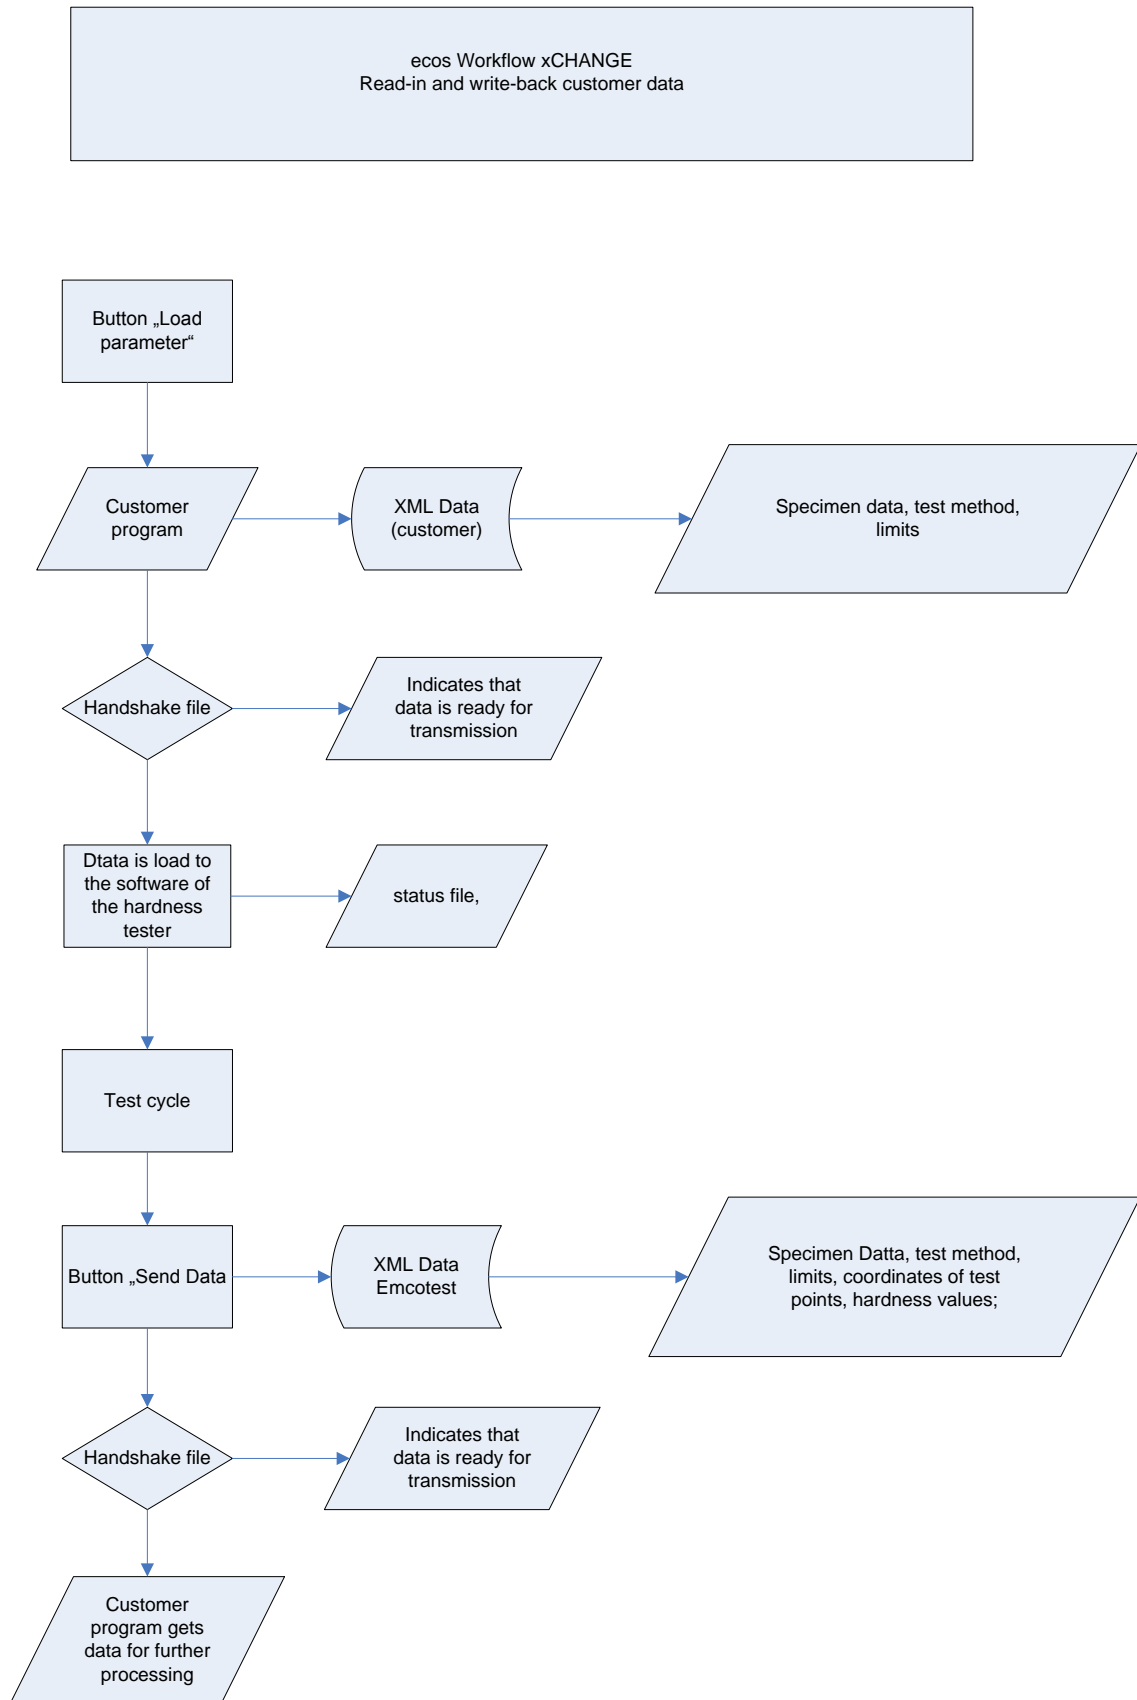 ecos Workflow xCHANGE
Read-in and write-back customer data
Button „Load
parameter“
Customer
program
XML Data
(customer)
Specimen data, test method,
limits
Handshake file
Indicates that
data is ready for
transmission
Dtata is load to
the software of
the hardness
tester
status file,
Test cycle
Button „Send Data
XML Data
Emcotest
Specimen Datta, test method,
limits, coordinates of test
points, hardness values;
Handshake file
Indicates that
data is ready for
transmission
Customer
program gets
data for further
processing